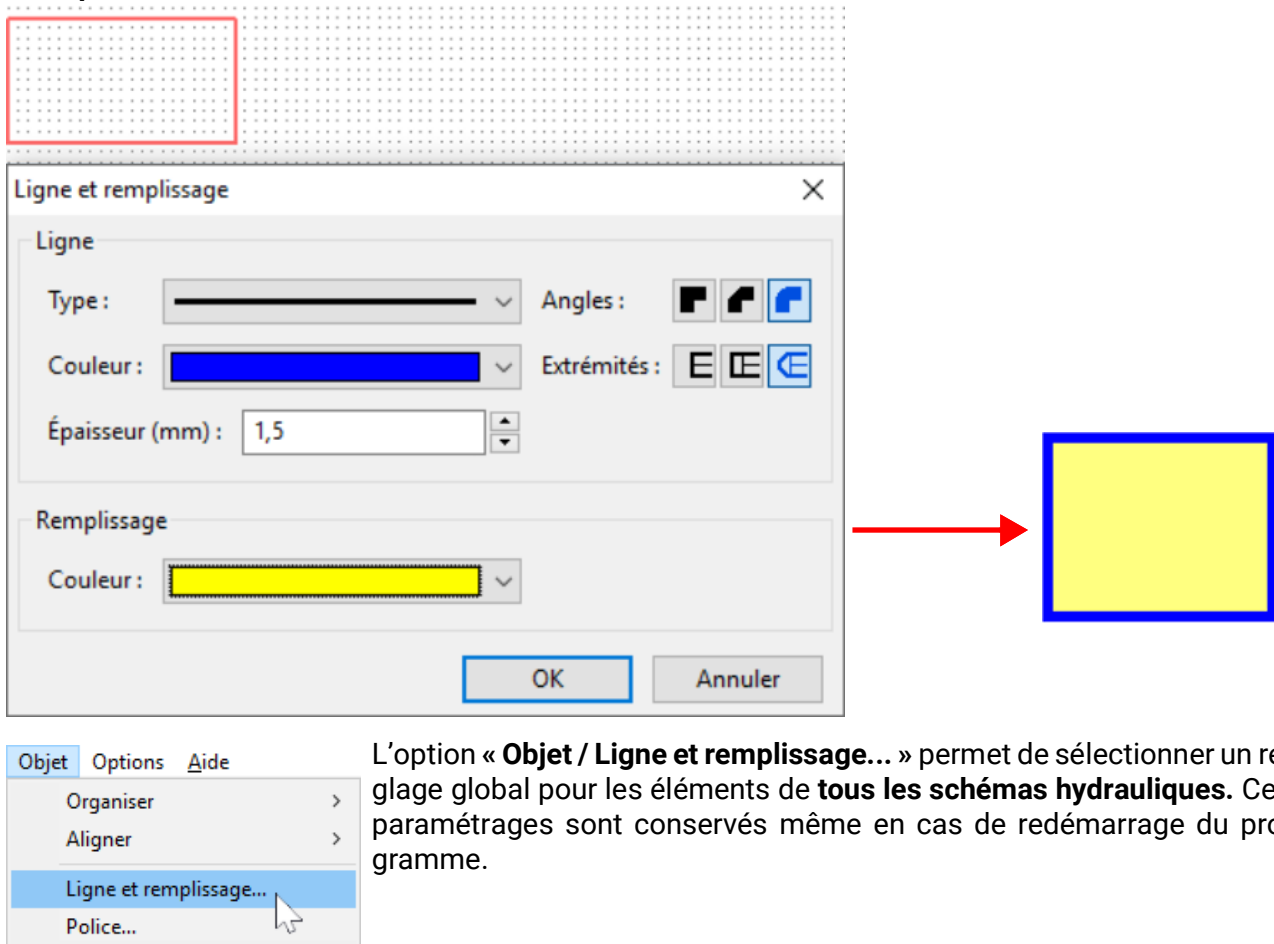 Ligne et remplissage
Ligne
Type :
Angles :
Couleur :
Extrémités :
Épaisseur (mm) : 1,5
Remplissage
Couleur :
OK Annuler
Objet Options Aide
Organiser >
Aligner >
Ligne et remplissage...
Police...
L’option « Objet / Ligne et remplissage... » permet de sélectionner un ré
glage global pour les éléments de tous les schémas hydrauliques. Ce
paramétrages sont conservés même en cas de redémarrage du pro
gramme.